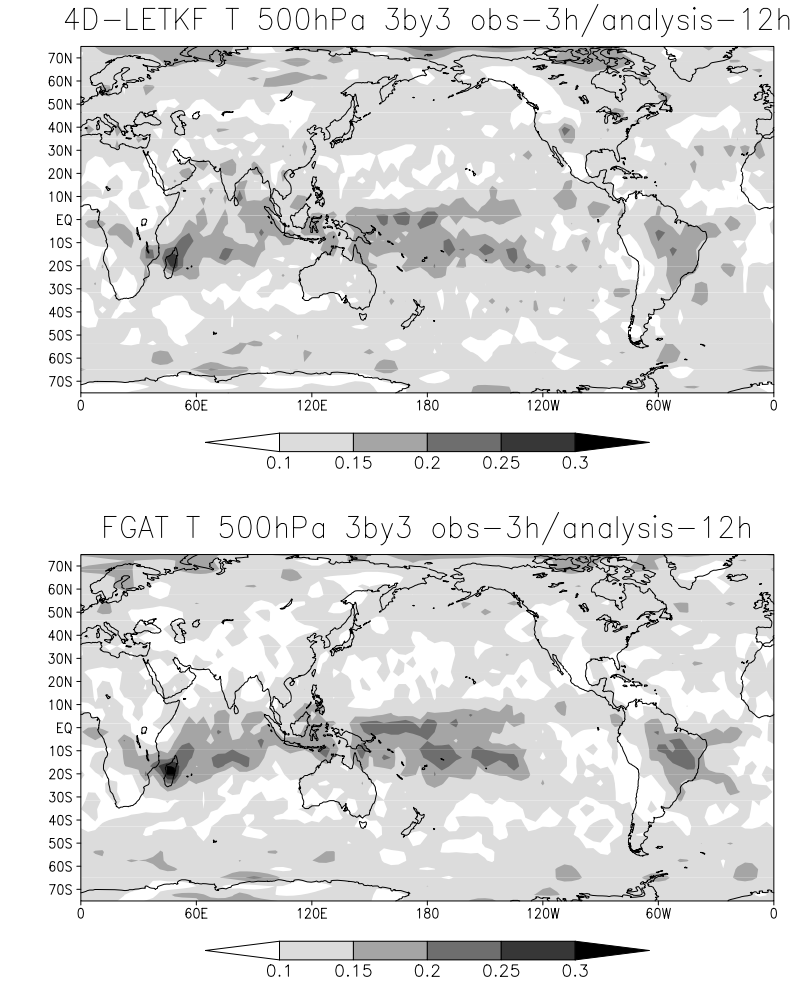 4D-LETKF T 500hPa 3by3 obs-3h/analysis-12h
70N
60N
50N
40N
30N
20N
10N
EQ
10S
20S
30S
40S
50S
60S
70S
0 60E 120E 180 120W 60W 0
0.1 0.15 0.2 0.25 0.3
FGAT T 500hPa 3by3 obs-3h/analysis-12h
70N
60N
50N
40N
30N
20N
10N
EQ
10S
20S
30S
40S
50S
60S
70S
0 60E 120E 180 120W 60W 0
0.1 0.15 0.2 0.25 0.3